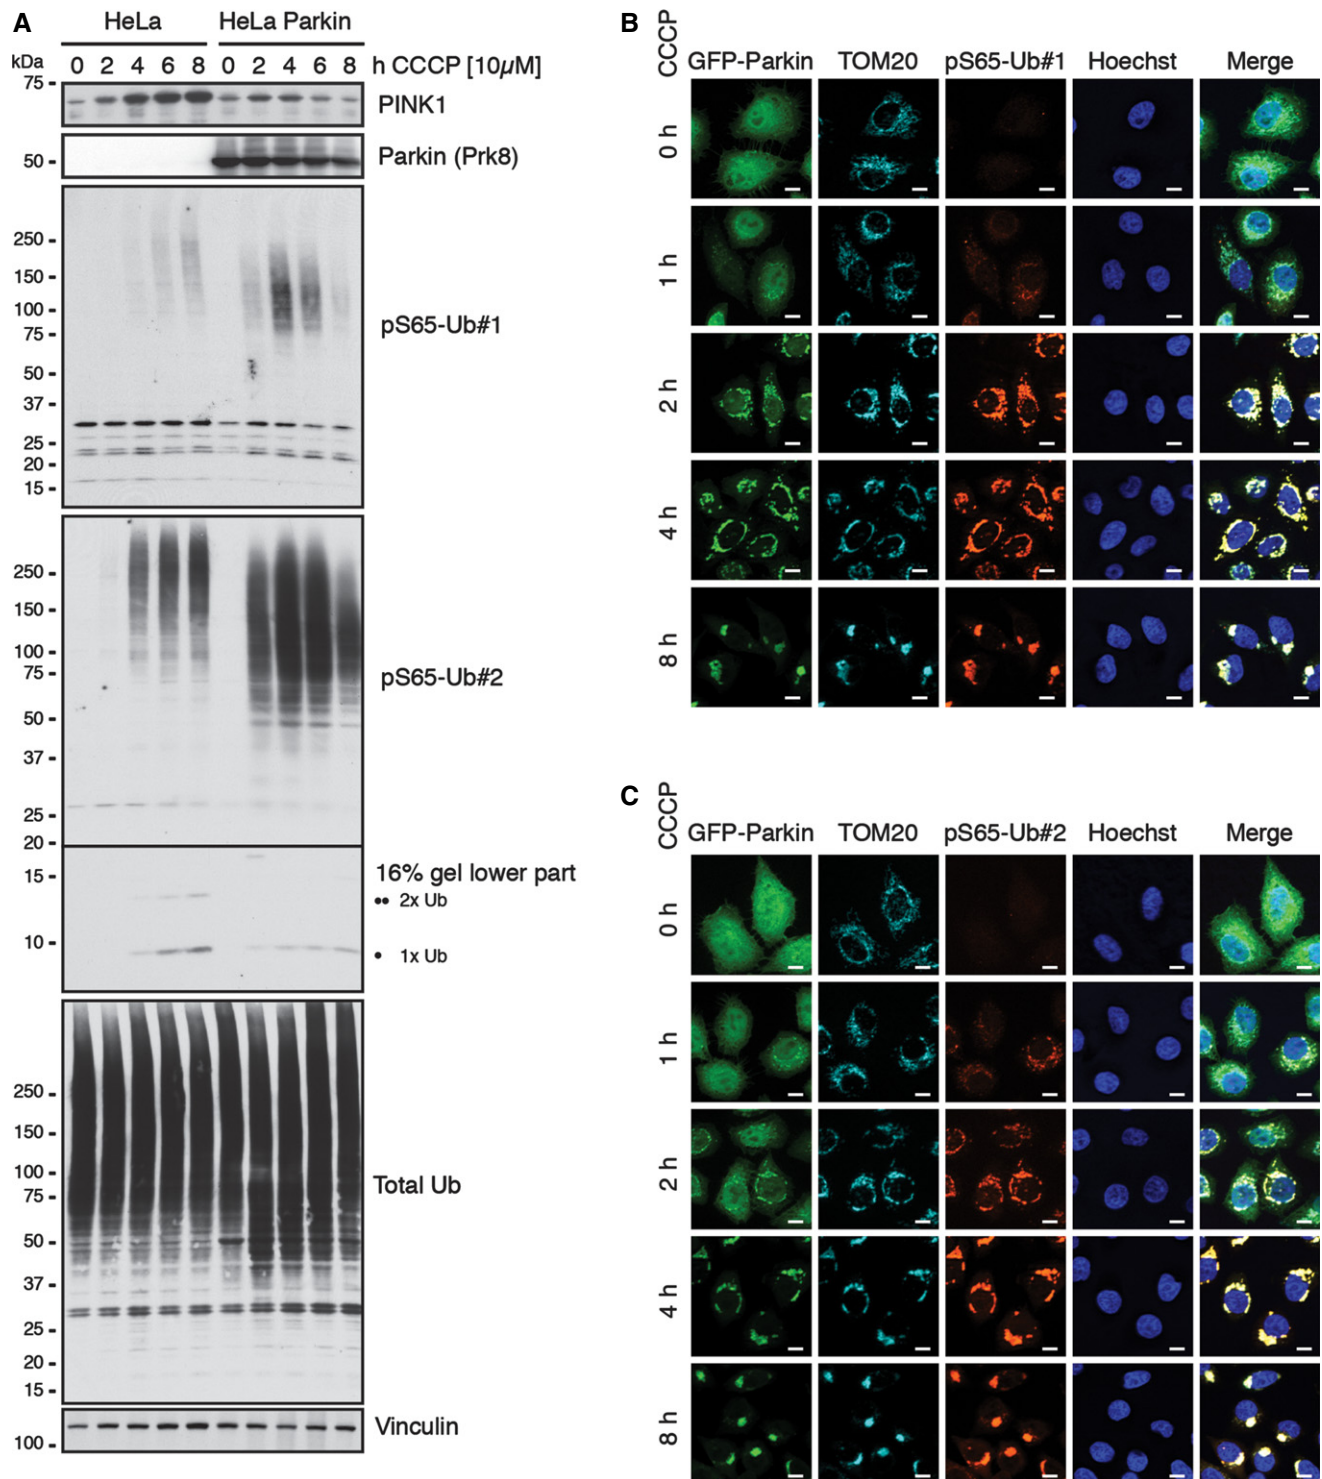 A
HeLa HeLa Parkin
kDa 0 2 4 6 8 0 2 4 6 8 h CCCP [10µM]
75
PINK1
50 Parkin (Prk8)
250
150
100
75
50
37
25
20
15
pS65-Ub#1
250
150
100
75
50
37
25
20
pS65-Ub#2
15
10
16% gel lower part
•• 2x Ub
• 1x Ub
250
150
100
75
50
37
25
20
15
Total Ub
100
Vinculin
B
CCCP
GFP-Parkin TOM20 pS65-Ub#1 Hoechst Merge
0 h
1 h
2 h
4 h
8 h
C
CCCP
GFP-Parkin TOM20 pS65-Ub#2 Hoechst Merge
0 h
1 h
2 h
4 h
8 h